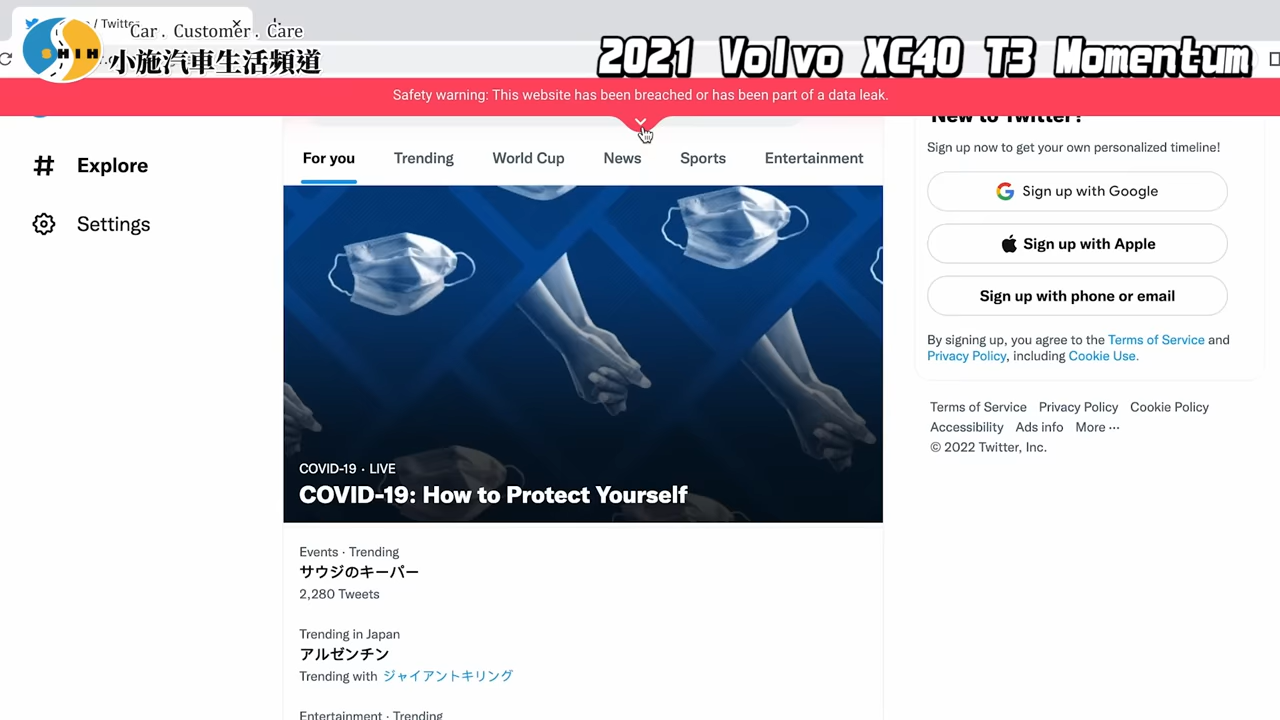 / Twitter
Car . Customer . Care
SHIH
小施汽車生活頻道
2021 Volvo XC40 T3 Momentum
Safety warning: This website has been breached or has been part of a data leak.
New to Twitter?
Explore
Settings
For you
Trending
World Cup
News
Sports
Entertainment
Sign up now to get your own personalized timeline!
Sign up with Google
Sign up with Apple
Sign up with phone or email
By signing up, you agree to the Terms of Service and
Privacy Policy, including Cookie Use.
Terms of Service Privacy Policy Cookie Policy
Accessibility Ads info More ···
© 2022 Twitter, Inc.
COVID-19 · LIVE
COVID-19: How to Protect Yourself
Events · Trending
サウジのキーパー
2,280 Tweets
Trending in Japan
アルゼンチン
Trending with ジャイアントキリング
Entertainment · Trending